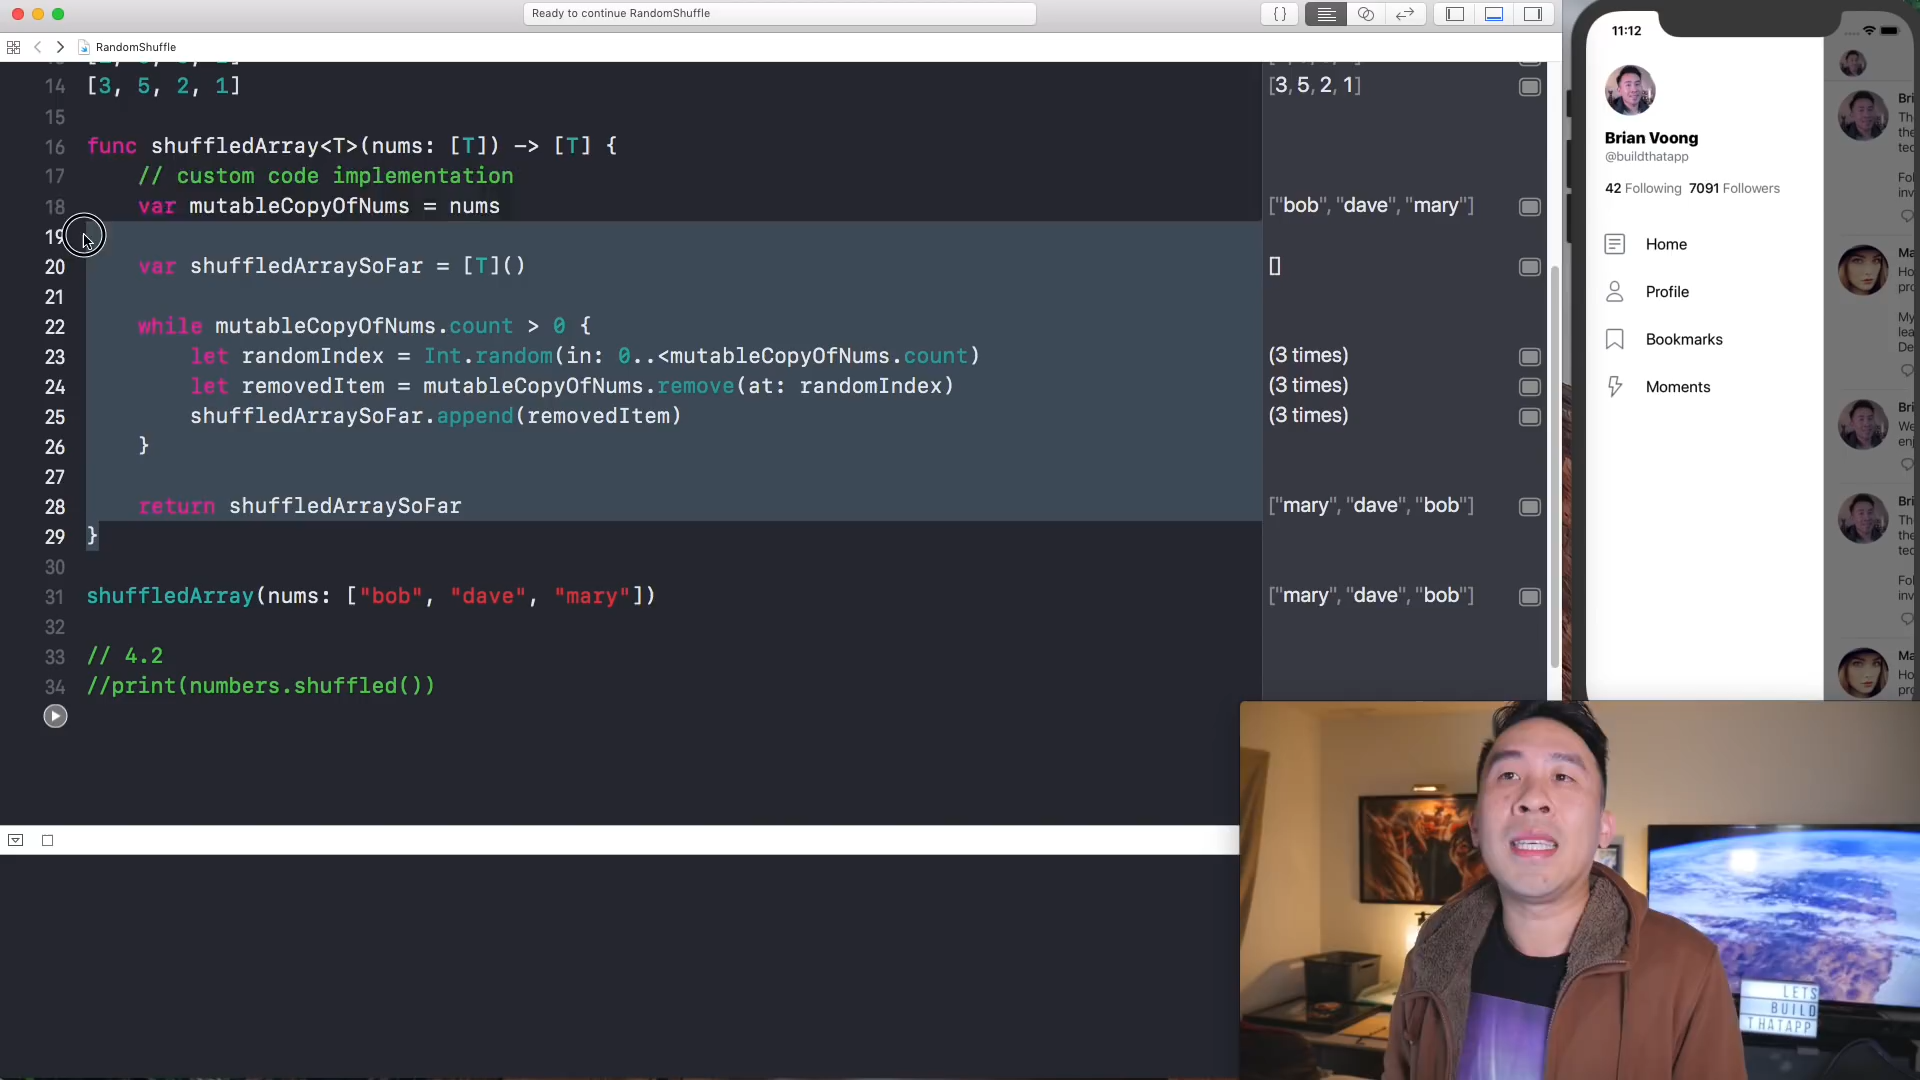 Ready to continue RandomShuffle
RandomShuffle
14 [3, 5, 2, 1]
15
16 func shuffledArray<T>(nums: [T]) -> [T] {
17 // custom code implementation
18 var mutableCopyOfNums = nums
19
20 var shuffledArraySoFar = [T]()
21
22 while mutableCopyOfNums.count > 0 {
23 let randomIndex = Int.random(in: 0..<mutableCopyOfNums.count)
24 let removedItem = mutableCopyOfNums.remove(at: randomIndex)
25 shuffledArraySoFar.append(removedItem)
26 }
27
28 return shuffledArraySoFar
29 }
30
31 shuffledArray(nums: ["bob", "dave", "mary"])
32
33 // 4.2
34 //print(numbers.shuffled())
[3, 5, 2, 1]
["bob", "dave", "mary"]
[]
(3 times)
(3 times)
(3 times)
["mary", "dave", "bob"]
["mary", "dave", "bob"]
11:12
Brian Voong
@buildthatapp
42 Following 7091 Followers
Home
Profile
Bookmarks
Moments
LETS
BUILD
THATAPP